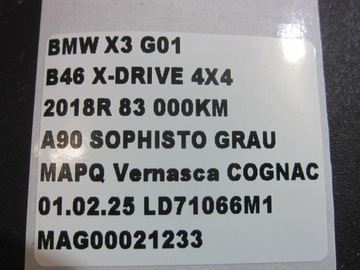 BMW X3 G01
B46 X-DRIVE 4X4
2018R 83 000KM
A90 SOPHISTO GRAU
MAPQ Vernasca COGNAC
01.02.25 LD71066M1
MAG00021233